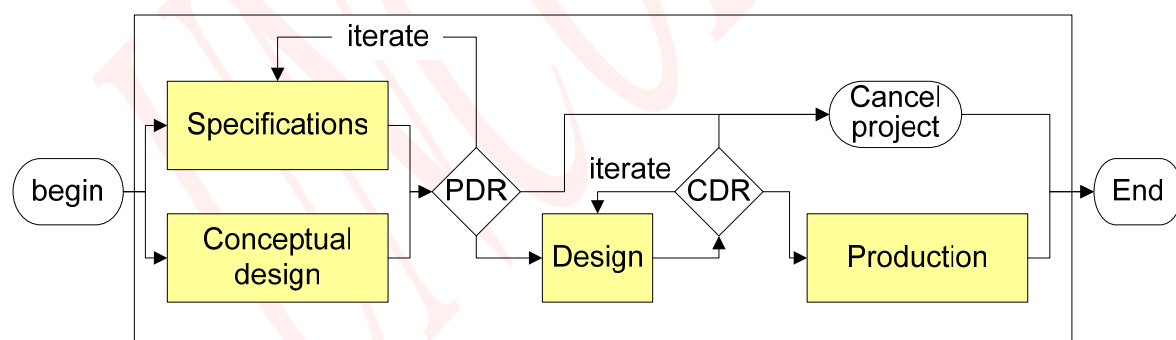 iterate
Specifications
Cancel
project
begin
PDR
iterate
CDR
End
Conceptual
design
Design
Production